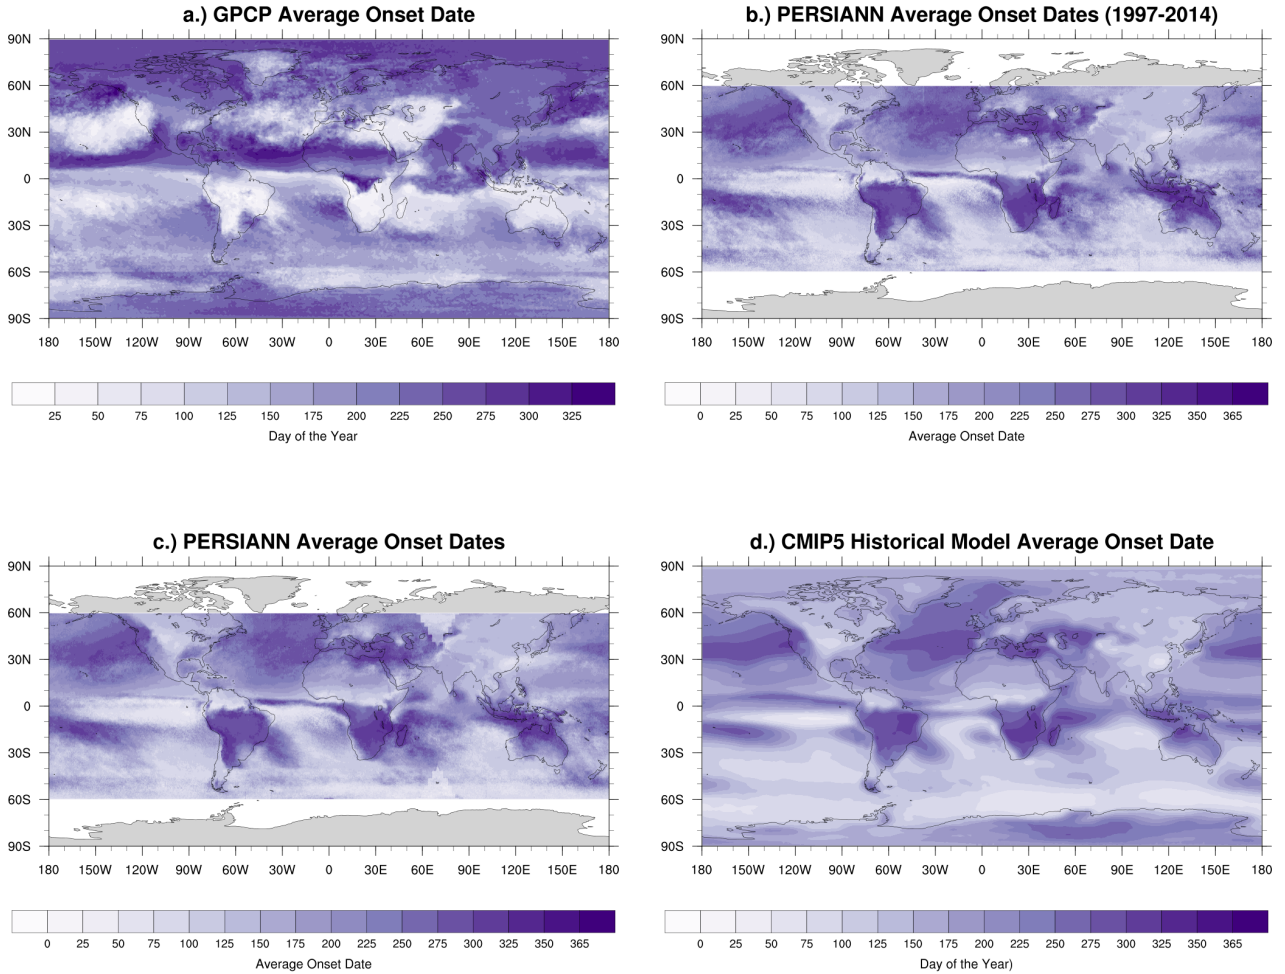 a.) GPCP Average Onset Date
90N
60N
30N
0
30S
60S
90S
180 150W 120W 90W 60W 30W 0 30E 60E 90E 120E 150E 180
25 50 75 100 125 150 175 200 225 250 275 300 325
Day of the Year
b.) PERSIANN Average Onset Dates (1997-2014)
90N
60N
30N
0
30S
60S
90S
180 150W 120W 90W 60W 30W 0 30E 60E 90E 120E 150E 180
0 25 50 75 100 125 150 175 200 225 250 275 300 325 350 365
Average Onset Date
c.) PERSIANN Average Onset Dates
90N
60N
30N
0
30S
60S
90S
180 150W 120W 90W 60W 30W 0 30E 60E 90E 120E 150E 180
0 25 50 75 100 125 150 175 200 225 250 275 300 325 350 365
Average Onset Date
d.) CMIP5 Historical Model Average Onset Date
90N
60N
30N
0
30S
60S
90S
180 150W 120W 90W 60W 30W 0 30E 60E 90E 120E 150E 180
0 25 50 75 100 125 150 175 200 225 250 275 300 325 350 365
Day of the Year)